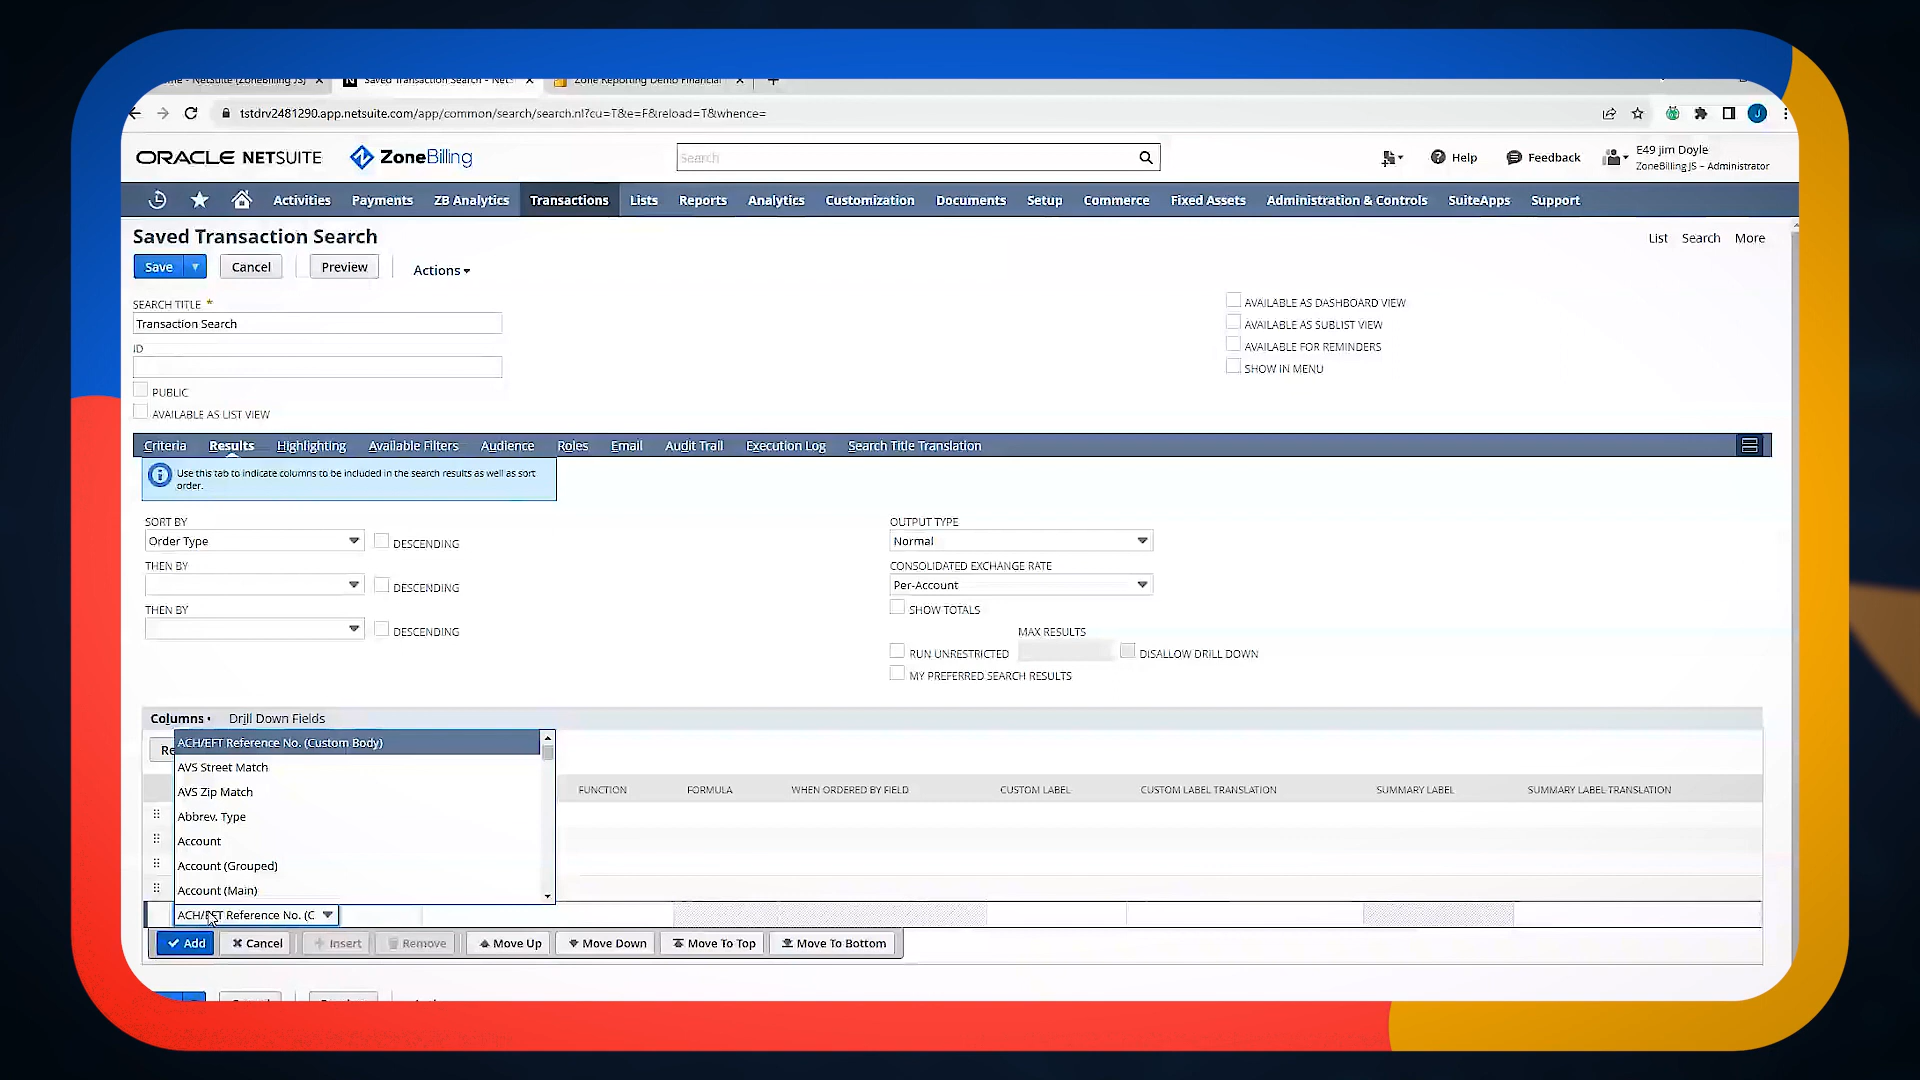 Saved Transaction Search - Net
Zone Reporting Demo Financial
tstdrv2481290.app.netsuite.com/app/common/search/search.nl?cu=T&e=F&reload=T&whence=
J
ORACLE NETSUITE
ZoneBilling
Search
Help
Feedback
E49 jim Doyle
ZoneBilling JS – Administrator
Activities
Payments
ZB Analytics
Transactions
Lists
Reports
Analytics
Customization
Documents
Setup
Commerce
Fixed Assets
Administration & Controls
SuiteApps
Support
Saved Transaction Search
List
Search
More
Save
Cancel
Preview
Actions
SEARCH TITLE *
Transaction Search
ID
PUBLIC
AVAILABLE AS LIST VIEW
AVAILABLE AS DASHBOARD VIEW
AVAILABLE AS SUBLIST VIEW
AVAILABLE FOR REMINDERS
SHOW IN MENU
Criteria
Results
Highlighting
Available Filters
Audience
Roles
Email
Audit Trail
Execution Log
Search Title Translation
Use this tab to indicate columns to be included in the search results as well as sort
order.
SORT BY
Order Type
DESCENDING
THEN BY
DESCENDING
THEN BY
DESCENDING
OUTPUT TYPE
Normal
CONSOLIDATED EXCHANGE RATE
Per-Account
SHOW TOTALS
MAX RESULTS
RUN UNRESTRICTED
DISALLOW DRILL DOWN
MY PREFERRED SEARCH RESULTS
Columns •
Drill Down Fields
Re
ACH/EFT Reference No. (Custom Body)
AVS Street Match
AVS Zip Match
Abbrev. Type
Account
Account (Grouped)
Account (Main)
FUNCTION
FORMULA
WHEN ORDERED BY FIELD
CUSTOM LABEL
CUSTOM LABEL TRANSLATION
SUMMARY LABEL
SUMMARY LABEL TRANSLATION
ACH/EFT Reference No. (C
Add
Cancel
Insert
Remove
Move Up
Move Down
Move To Top
Move To Bottom